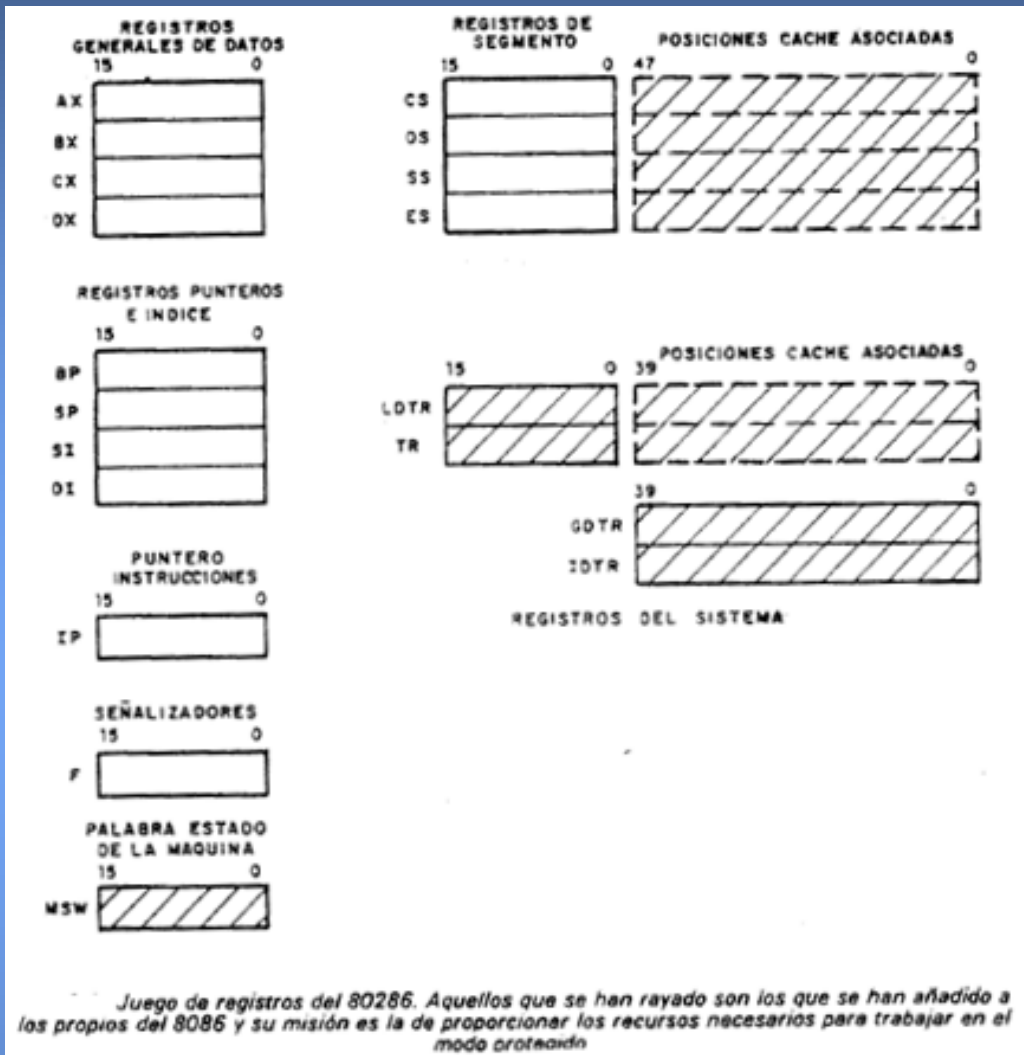 REGISTROS
GENERALES DE DATOS
15 0
AX
BX
CX
DX
REGISTROS DE
SEGMENTO
15 0
CS
DS
SS
ES
POSICIONES CACHE ASOCIADAS
47 0
REGISTROS PUNTEROS
E INDICE
15 0
BP
SP
SI
DI
15 0
LDTR
TR
POSICIONES CACHE ASOCIADAS
39 0
39 0
GDTR
IDTR
REGISTROS DEL SISTEMA
PUNTERO
INSTRUCCIONES
15 0
IP
SEÑALIZADORES
15 0
F
PALABRA ESTADO
DE LA MAQUINA
15 0
MSW
Juego de registros del 80286. Aquellos que se han rayado son los que se han añadido a
los propios del 8086 y su misión es la de proporcionar los recursos necesarios para trabajar en el
modo protegido